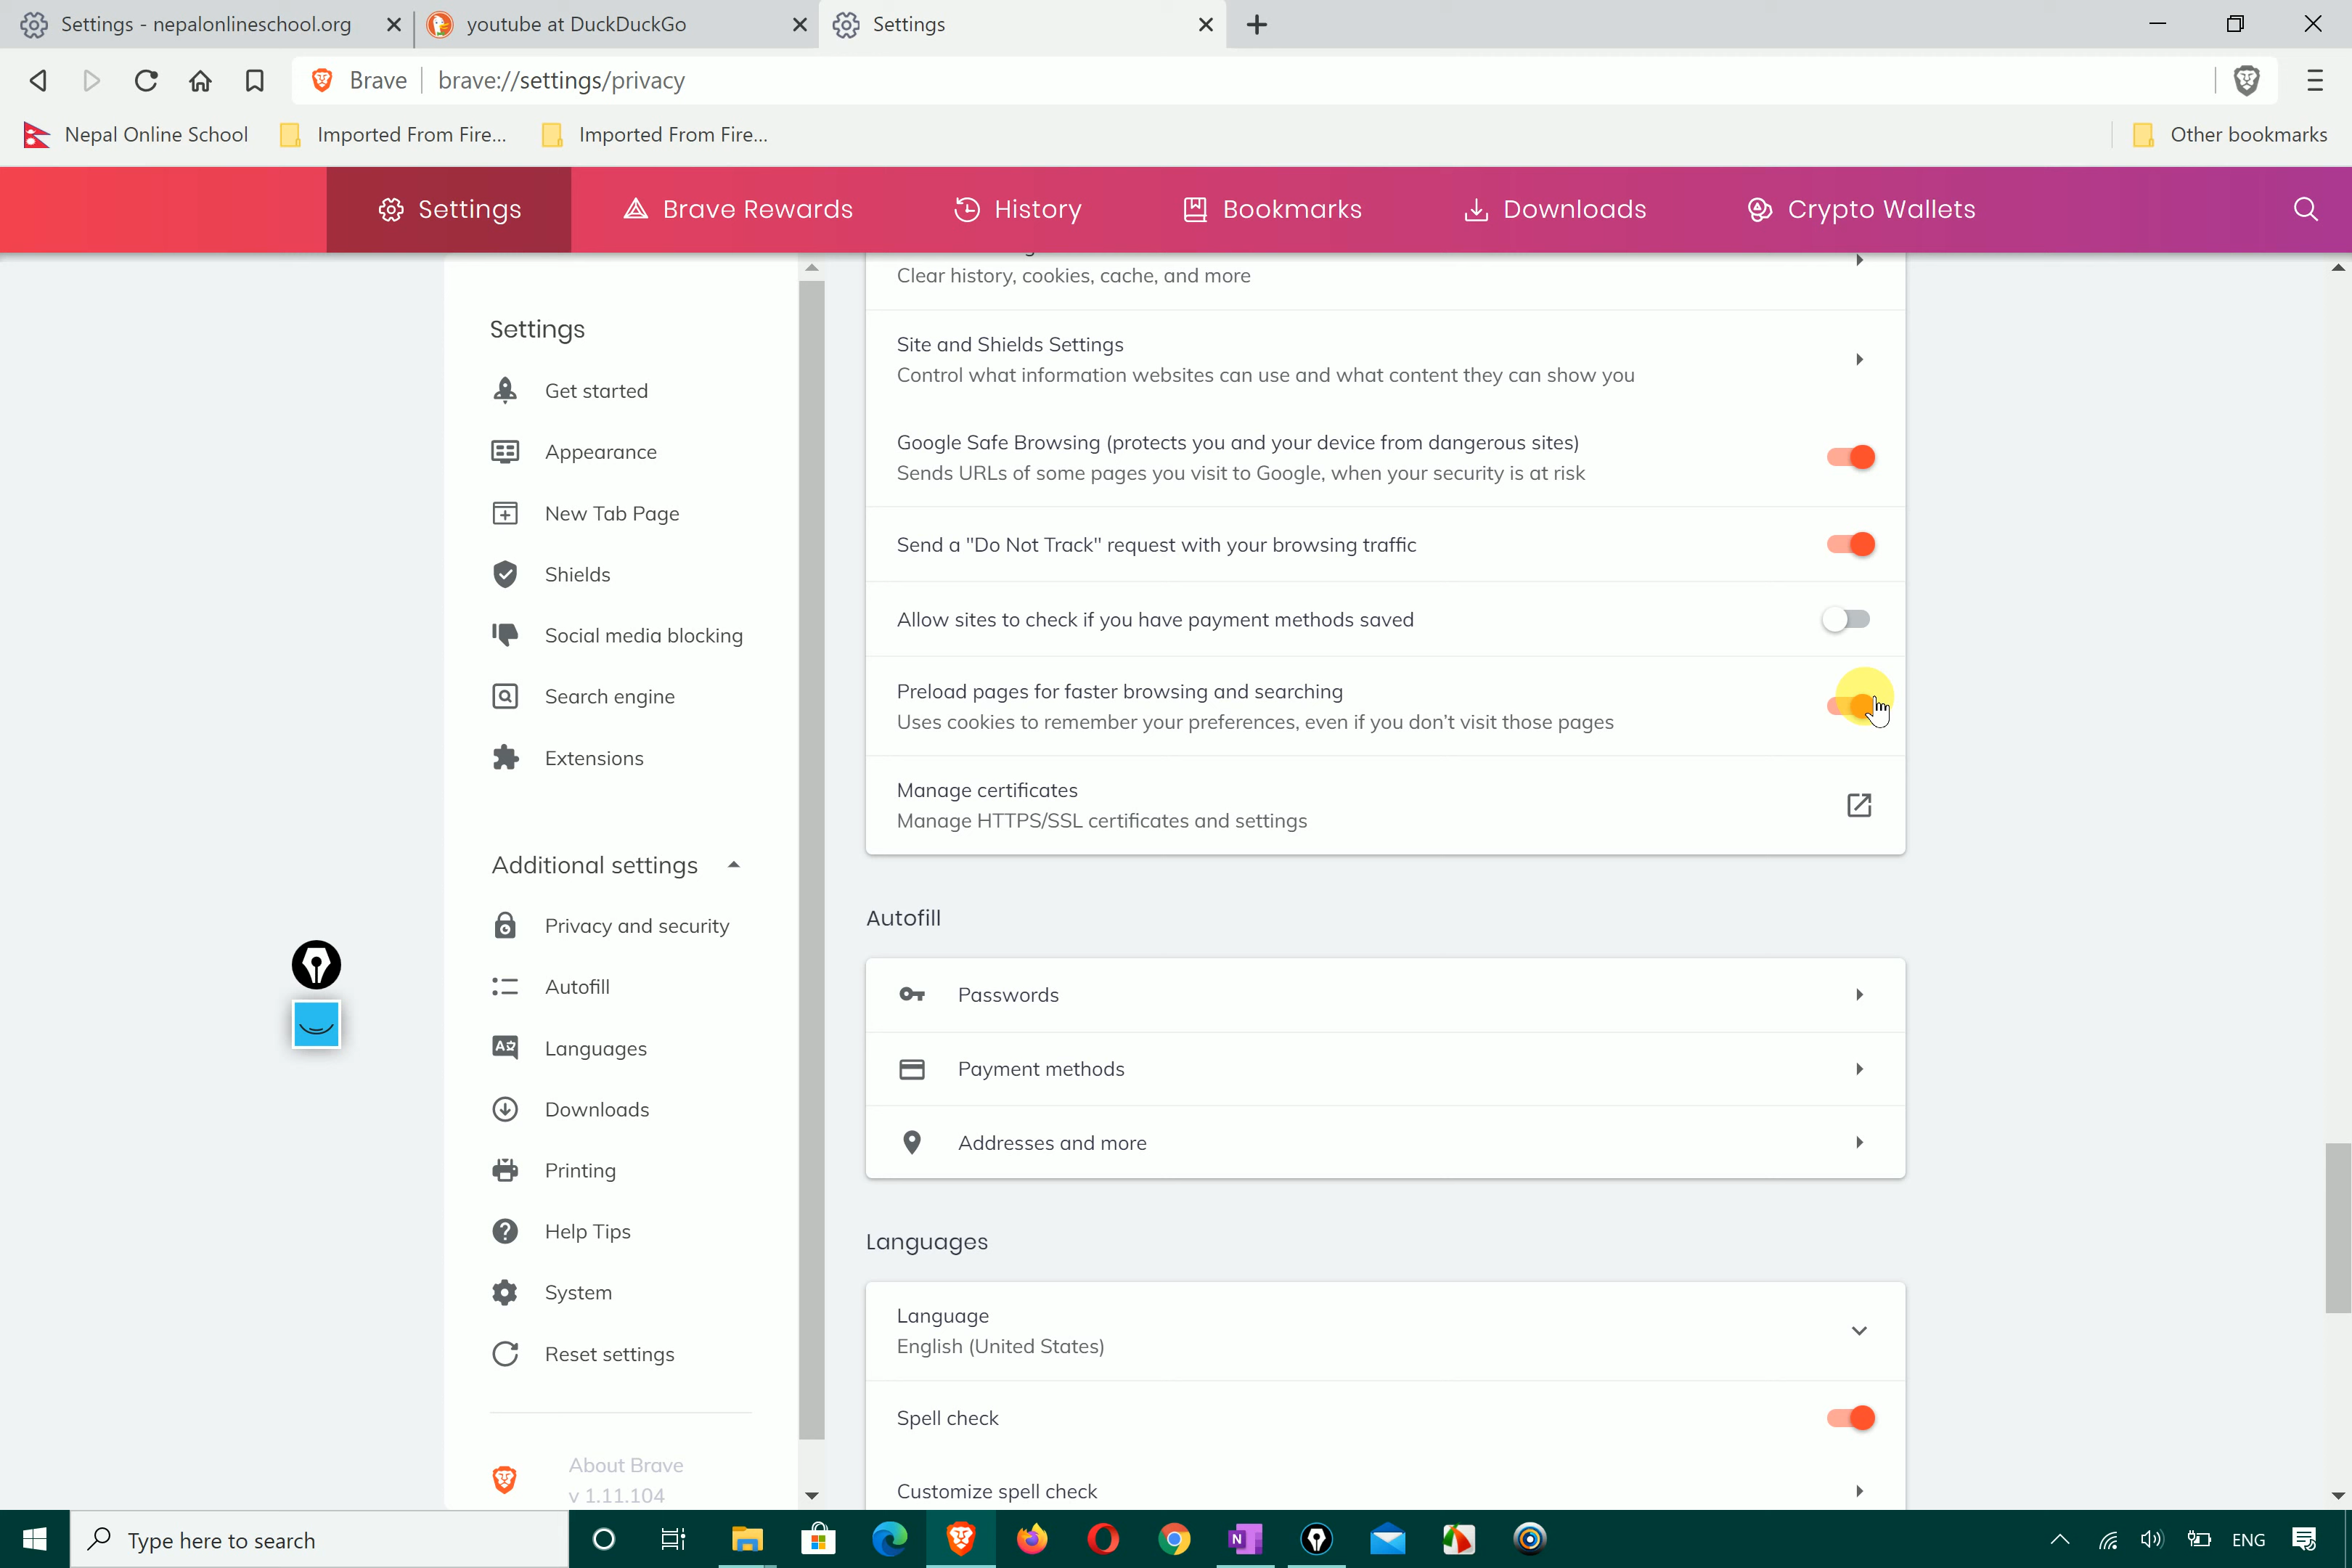 Settings - nepalonlineschool.org
youtube at DuckDuckGo
Settings
Brave
brave://settings/privacy
Nepal Online School
Imported From Fire...
Imported From Fire...
Other bookmarks
Settings
Brave Rewards
History
Bookmarks
Downloads
Crypto Wallets
Settings
Get started
Appearance
New Tab Page
Shields
Social media blocking
Search engine
Extensions
Additional settings
Privacy and security
Autofill
Languages
Downloads
Printing
Help Tips
System
Reset settings
About Brave
v 1.11.104
Clear history, cookies, cache, and more
Site and Shields Settings
Control what information websites can use and what content they can show you
Google Safe Browsing (protects you and your device from dangerous sites)
Sends URLs of some pages you visit to Google, when your security is at risk
Send a "Do Not Track" request with your browsing traffic
Allow sites to check if you have payment methods saved
Preload pages for faster browsing and searching
Uses cookies to remember your preferences, even if you don't visit those pages
Manage certificates
Manage HTTPS/SSL certificates and settings
Autofill
Passwords
Payment methods
Addresses and more
Languages
Language
English (United States)
Spell check
Customize spell check
Type here to search
ENG